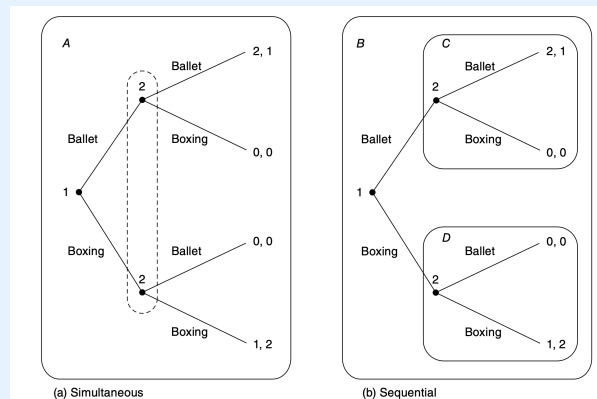 A
2
Ballet
2, 1
Boxing
0, 0
Ballet
1
Boxing
2
Ballet
0, 0
Boxing
1, 2
(a) Simultaneous
B
C
2
Ballet
2, 1
Boxing
0, 0
Ballet
1
Boxing
D
2
Ballet
0, 0
Boxing
1, 2
(b) Sequential